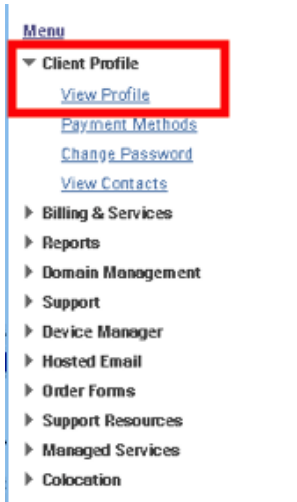 Menu
Client Profile
View Profile
Payment Methods
Change Password
View Contacts
Billing & Services
Reports
Domain Management
Support
Device Manager
Hosted Email
Order Forms
Support Resources
Managed Services
Colocation